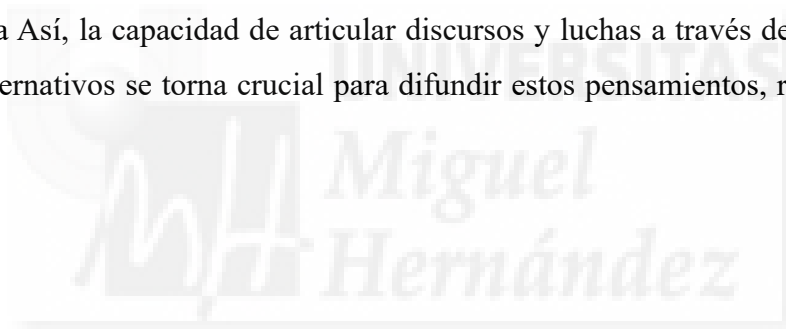 a Así, la capacidad de articular discursos y luchas a través de
ernativos se torna crucial para difundir estos pensamientos, r
UNIVERSITAS
Miguel
Hernández